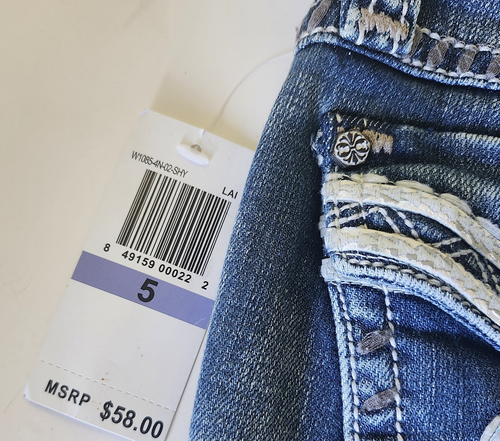 W1085-4N-02-SHY
LAI
8 49159 00022 2
5
MSRP $58.00